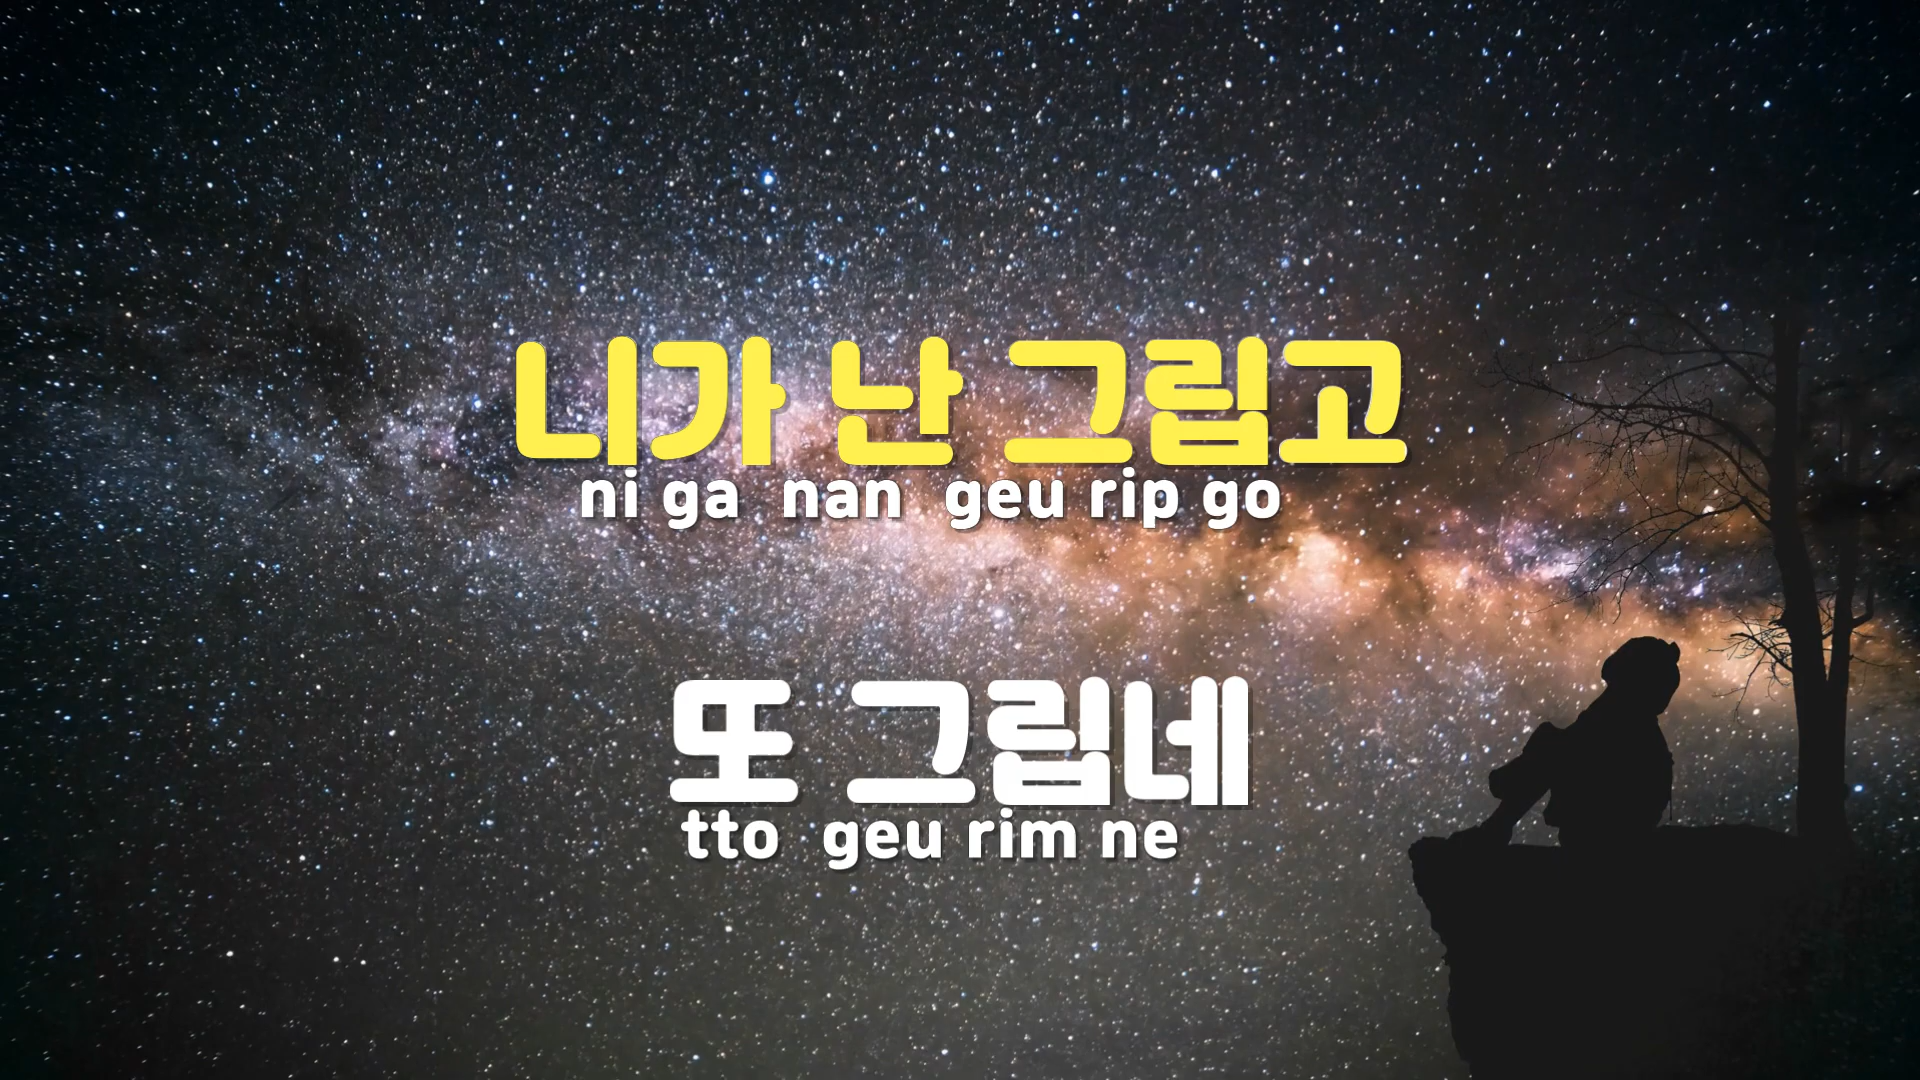 니가 난 그립고
ni ga nan geu rip go
또 그립네
tto geu rim ne